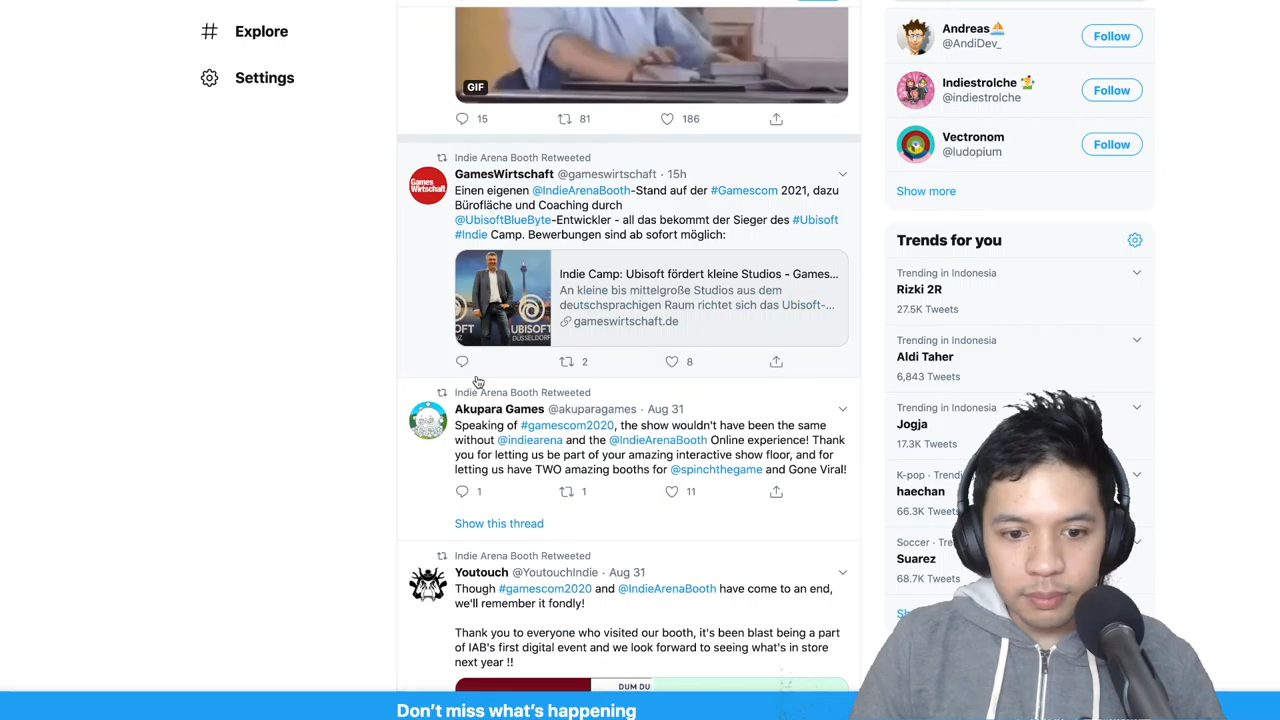 Explore
Settings
GIF
15
81
186
Indie Arena Booth Retweeted
Games
Wirtschaft
GamesWirtschaft @gameswirtschaft · 15h
Einen eigenen @IndieArenaBooth-Stand auf der #Gamescom 2021, dazu
Bürofläche und Coaching durch
@UbisoftBlueByte-Entwickler - all das bekommt der Sieger des #Ubisoft
#Indie Camp. Bewerbungen sind ab sofort möglich:
UBISOFT
DÜSSELDORF
Indie Camp: Ubisoft fördert kleine Studios - Games...
An kleine bis mittelgroße Studios aus dem
deutschsprachigen Raum richtet sich das Ubisoft-...
gameswirtschaft.de
2
8
Indie Arena Booth Retweeted
Akupara Games @akuparagames · Aug 31
Speaking of #gamescom2020, the show wouldn't have been the same
without @indiearena and the @IndieArenaBooth Online experience! Thank
you for letting us be part of your amazing interactive show floor, and for
letting us have TWO amazing booths for @spinchthegame and Gone Viral!
1
1
11
Show this thread
Indie Arena Booth Retweeted
Youtouch @YoutouchIndie · Aug 31
Though #gamescom2020 and @IndieArenaBooth have come to an end,
we'll remember it fondly!
Thank you to everyone who visited our booth, it's been blast being a part
of IAB's first digital event and we look forward to seeing what's in store
next year !!
DUM DU
Don't miss what's happening
Andreas
@AndiDev_
Follow
Indiestrolche
@indiestrolche
Follow
Vectronom
@ludopium
Follow
Show more
Trends for you
Trending in Indonesia
Rizki 2R
27.5K Tweets
Trending in Indonesia
Aldi Taher
6,843 Tweets
Trending in Indonesia
Jogja
17.3K Tweets
K-pop · Trendi
haechan
66.3K Tweets
Soccer · Tre
Suarez
68.7K Tweets